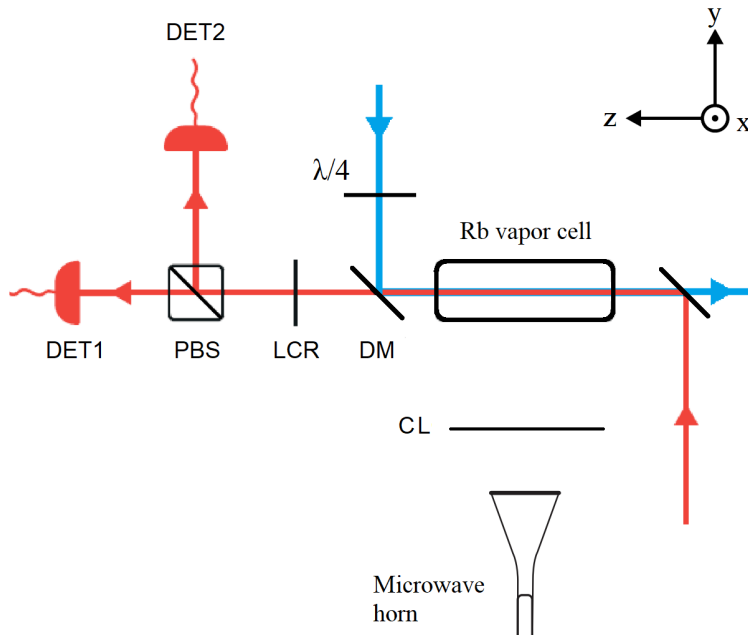 DET2
y
z
x
λ/4
Rb vapor cell
DET1
PBS
LCR
DM
CL
Microwave
horn